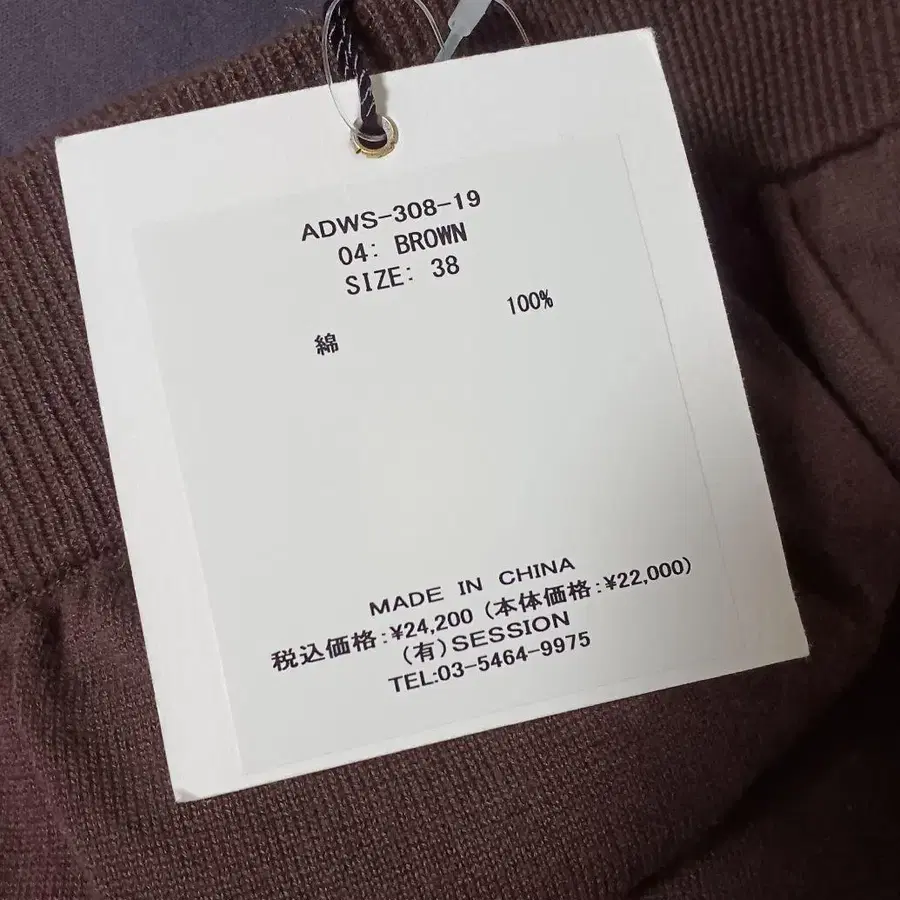 ADWS-308-19
04: BROWN
SIZE: 38
綿 100%
MADE IN CHINA
税込価格:¥24,200 (本体価格:¥22,000)
(有)SESSION
TEL:03-5464-9975